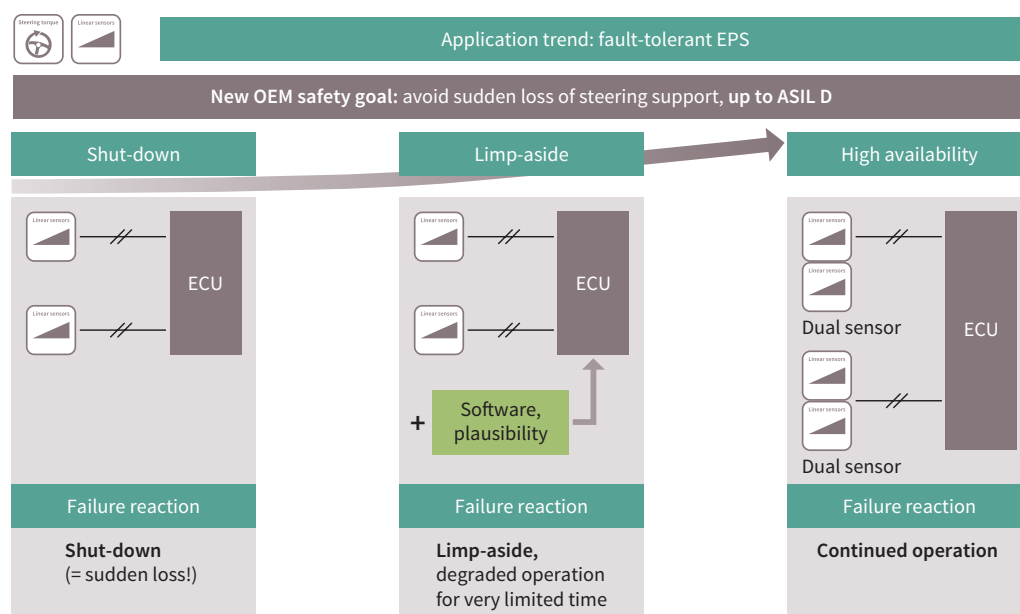 Steering torque
Linear sensors
Application trend: fault-tolerant EPS
New OEM safety goal: avoid sudden loss of steering support, up to ASIL D
Shut-down
Limp-aside
High availability
Linear sensors
Linear sensors
ECU
Linear sensors
Linear sensors
ECU
+
Software,
plausibility
Linear sensors
Linear sensors
Dual sensor
Linear sensors
Linear sensors
Dual sensor
ECU
Failure reaction
Failure reaction
Failure reaction
Shut-down
(= sudden loss!)
Limp-aside,
degraded operation
for very limited time
Continued operation